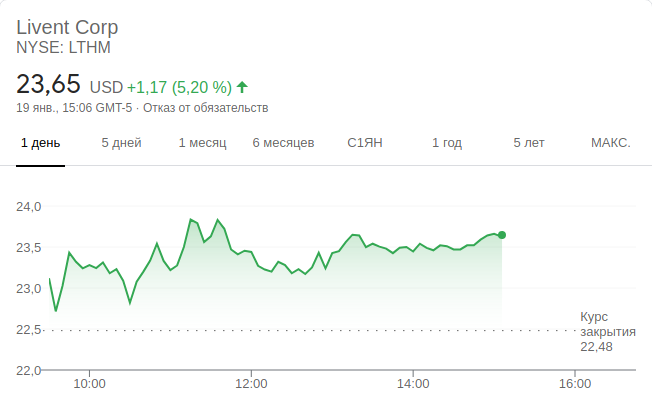 Livent Corp
NYSE: LTHM
23,65 USD +1,17 (5,20 %)
19 янв., 15:06 GMT-5 · Отказ от обязательств
1 день 5 дней 1 месяц 6 месяцев С1ЯН 1 год 5 лет МАКС.
24,0
23,5
23,0
22,5
22,0
Курс
закрытия
22,48
10:00 12:00 14:00 16:00